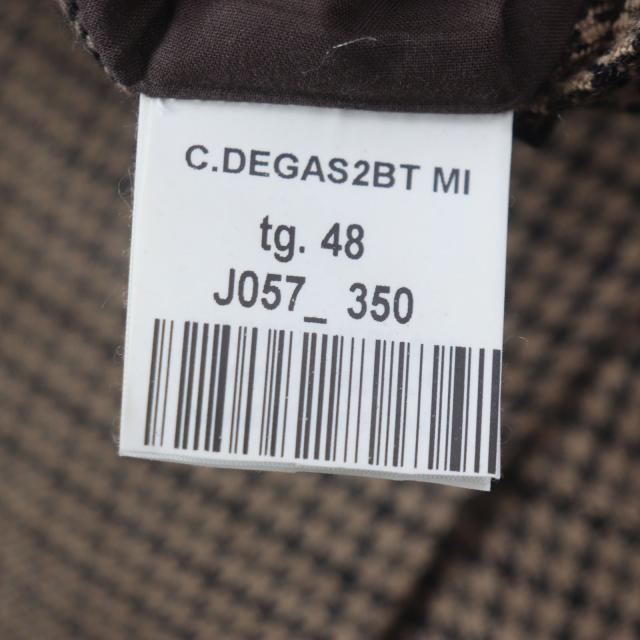 C.DEGAS2BT MI
tg. 48
J057_ 350